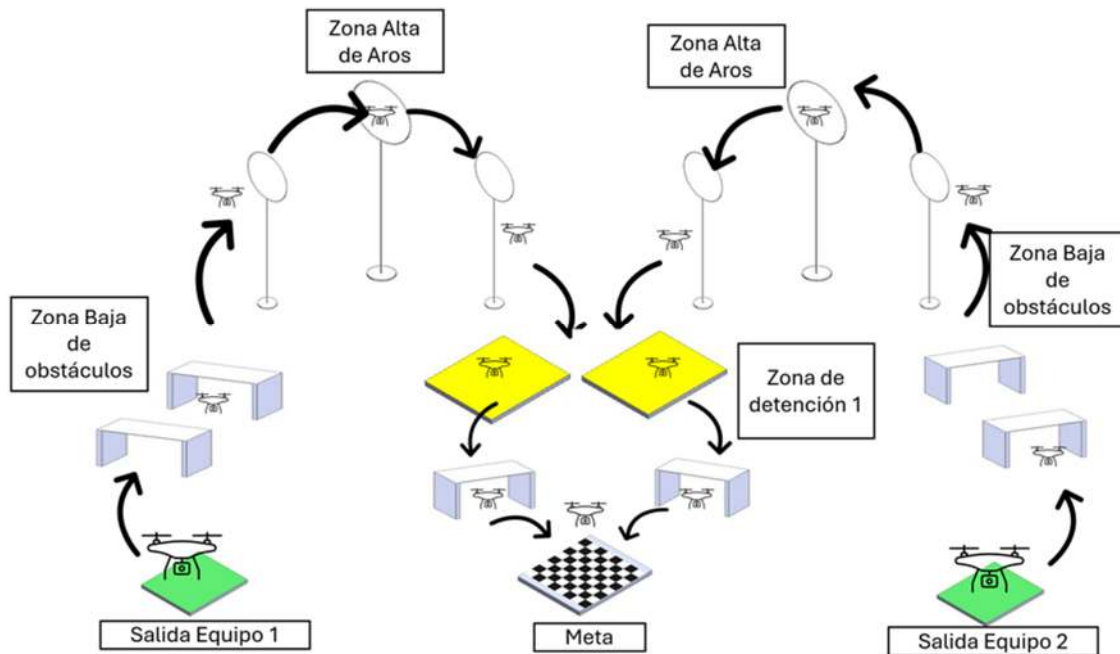 Zona Alta
de Aros
Zona Alta
de Aros
Zona Baja
de
obstáculos
Zona Baja
de
obstáculos
Zona de
detención 1
Salida Equipo 1
Meta
Salida Equipo 2